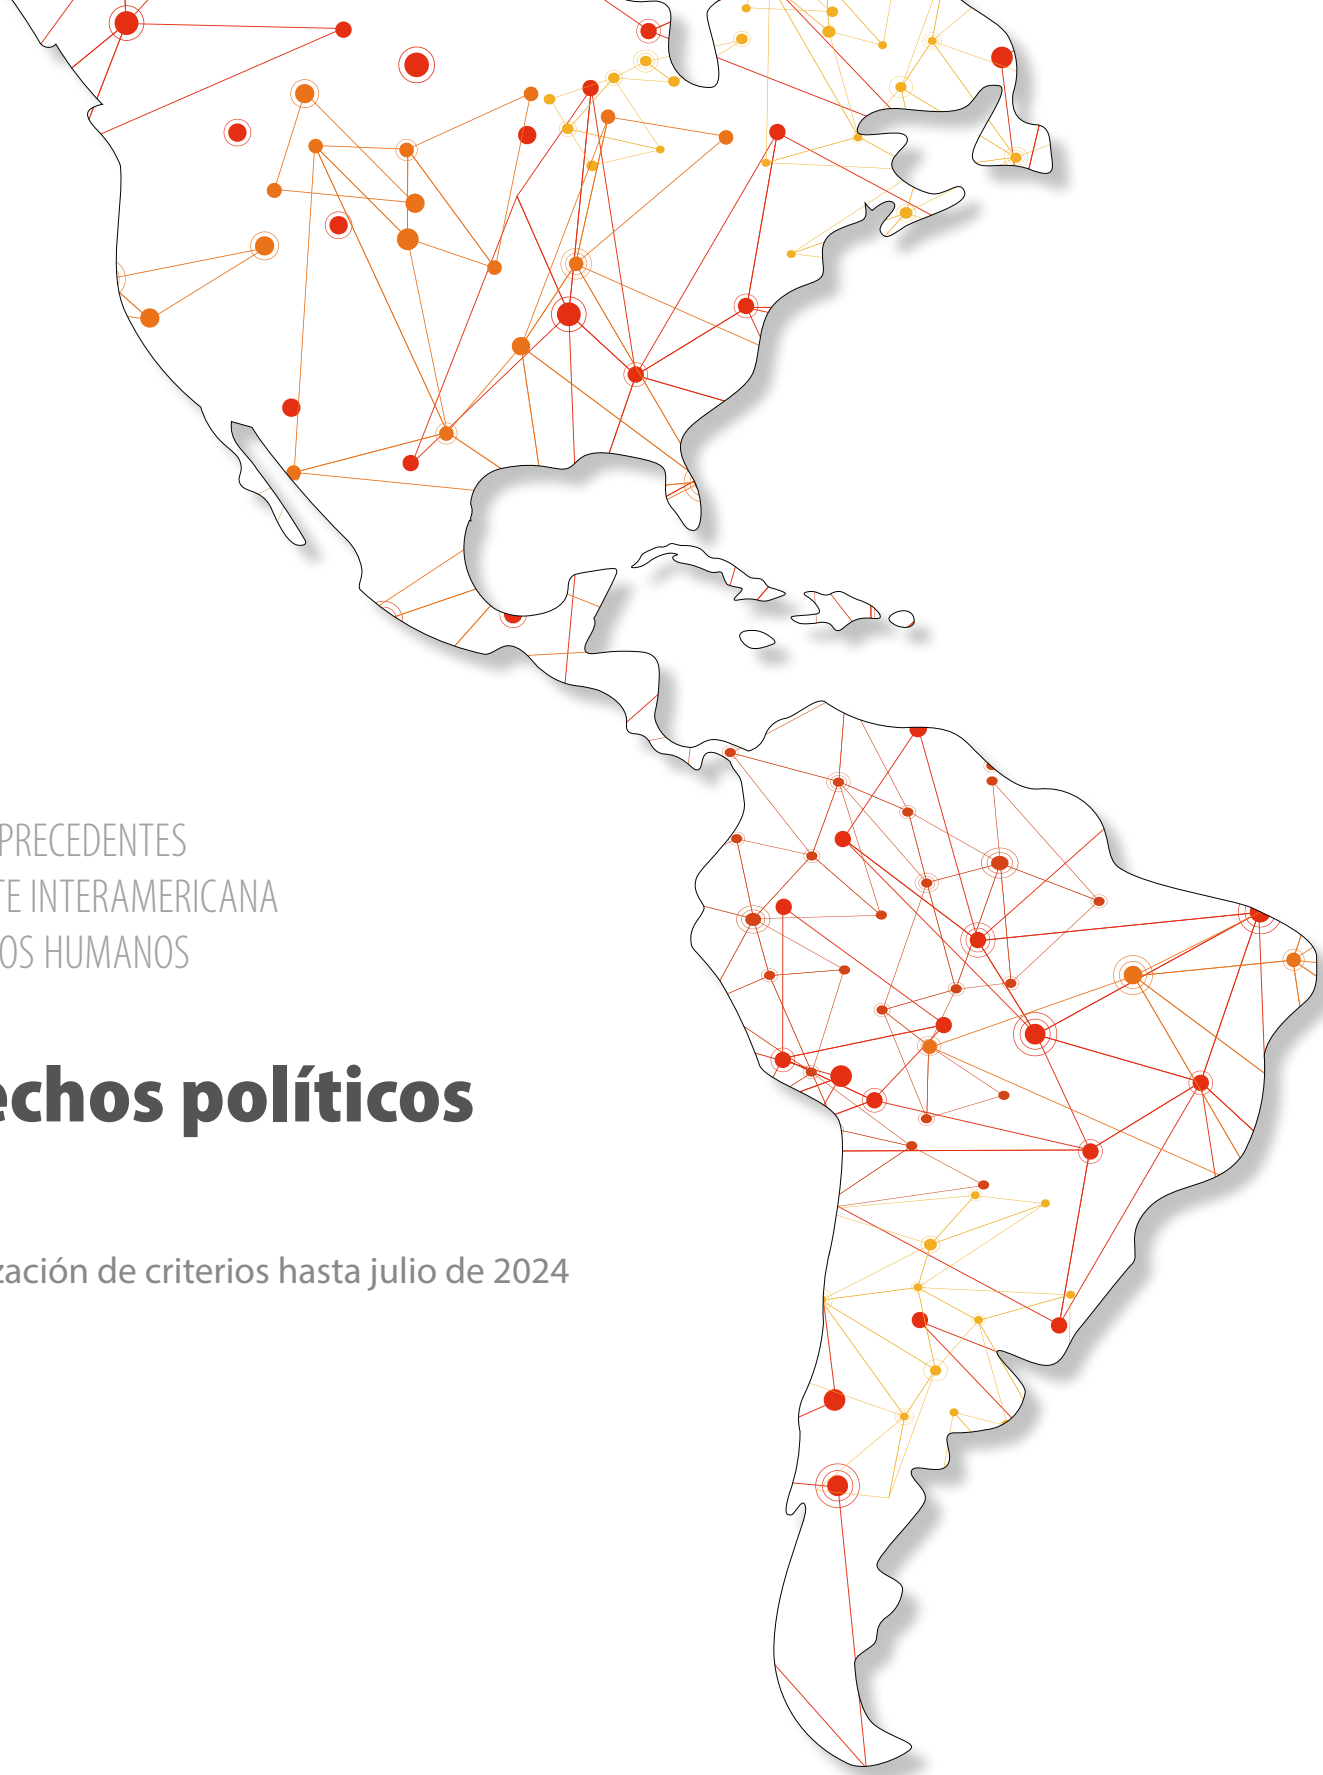 PRECEDENTES
TE INTERAMERICANA
OS HUMANOS
echos políticos
zación de criterios hasta julio de 2024